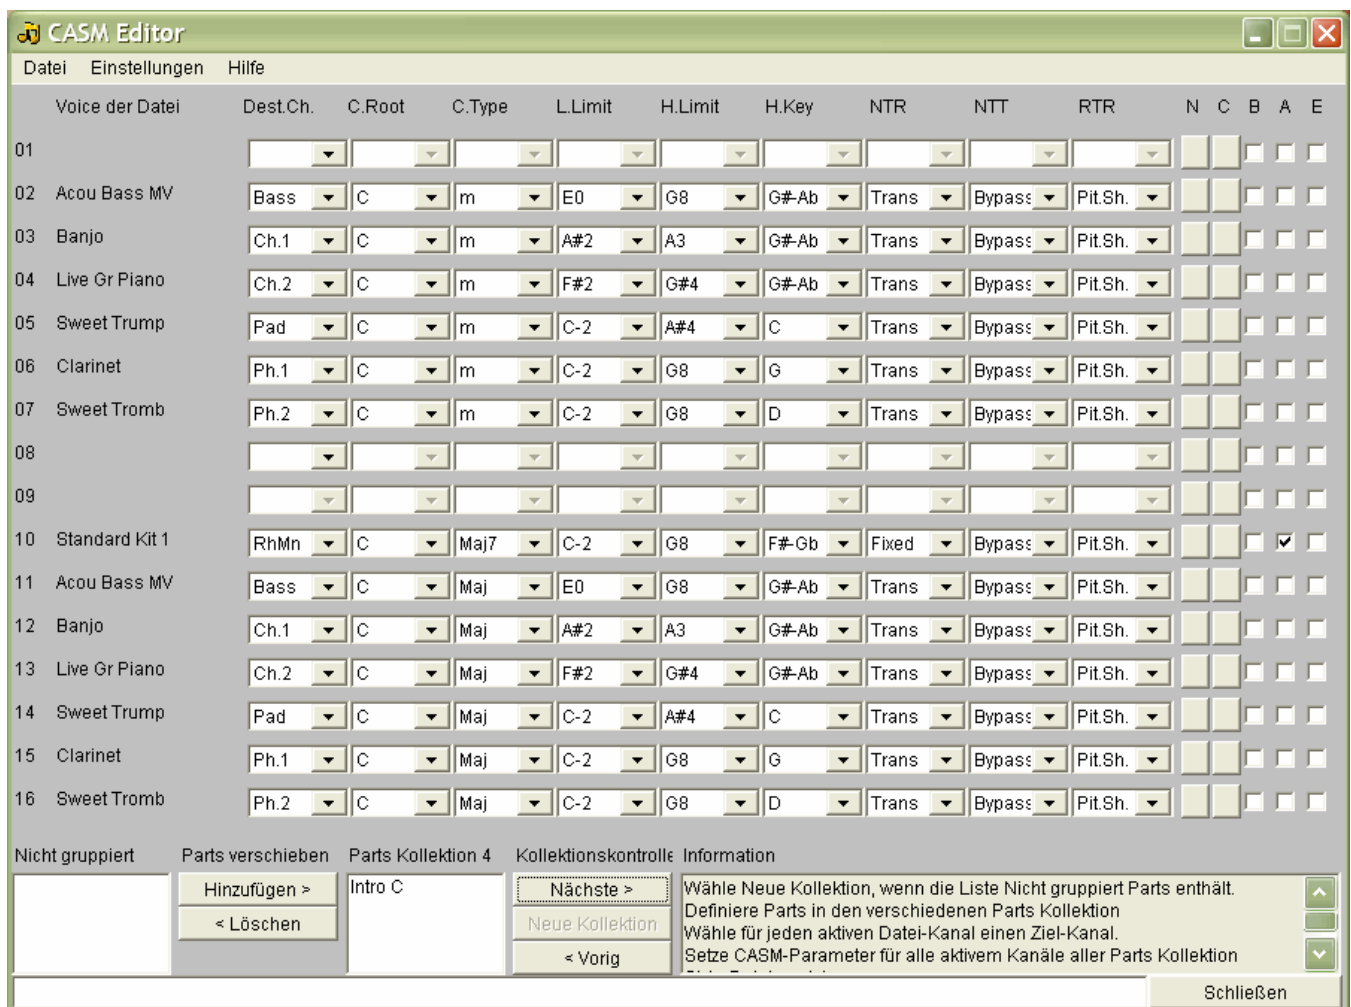 CASM Editor
Datei Einstellungen Hilfe
Voice der Datei Dest.Ch. C.Root C.Type L.Limit H.Limit H.Key NTR NTT RTR N C B A E
01
02 Acou Bass MV Bass C m E0 G8 G#-Ab Trans Bypass Pit.Sh.
03 Banjo Ch.1 C m A#2 A3 G#-Ab Trans Bypass Pit.Sh.
04 Live Gr Piano Ch.2 C m F#2 G#4 G#-Ab Trans Bypass Pit.Sh.
05 Sweet Trump Pad C m C-2 A#4 C Trans Bypass Pit.Sh.
06 Clarinet Ph.1 C m C-2 G8 G Trans Bypass Pit.Sh.
07 Sweet Tromb Ph.2 C m C-2 G8 D Trans Bypass Pit.Sh.
08
09
10 Standard Kit 1 RhMn C Maj7 C-2 G8 F#-Gb Fixed Bypass Pit.Sh.
11 Acou Bass MV Bass C Maj E0 G8 G#-Ab Trans Bypass Pit.Sh.
12 Banjo Ch.1 C Maj A#2 A3 G#-Ab Trans Bypass Pit.Sh.
13 Live Gr Piano Ch.2 C Maj F#2 G#4 G#-Ab Trans Bypass Pit.Sh.
14 Sweet Trump Pad C Maj C-2 A#4 C Trans Bypass Pit.Sh.
15 Clarinet Ph.1 C Maj C-2 G8 G Trans Bypass Pit.Sh.
16 Sweet Tromb Ph.2 C Maj C-2 G8 D Trans Bypass Pit.Sh.
Nicht gruppiert Parts verschieben Parts Kollektion 4 Kollektionskontrolle Information
Hinzufügen >
< Löschen
Intro C
Nächste >
Neue Kollektion
< Vorig
Wähle Neue Kollektion, wenn die Liste Nicht gruppiert Parts enthält.
Definiere Parts in den verschiedenen Parts Kollektion
Wähle für jeden aktiven Datei-Kanal einen Ziel-Kanal.
Setze CASM-Parameter für alle aktivem Kanäle aller Parts Kollektion
Schließen